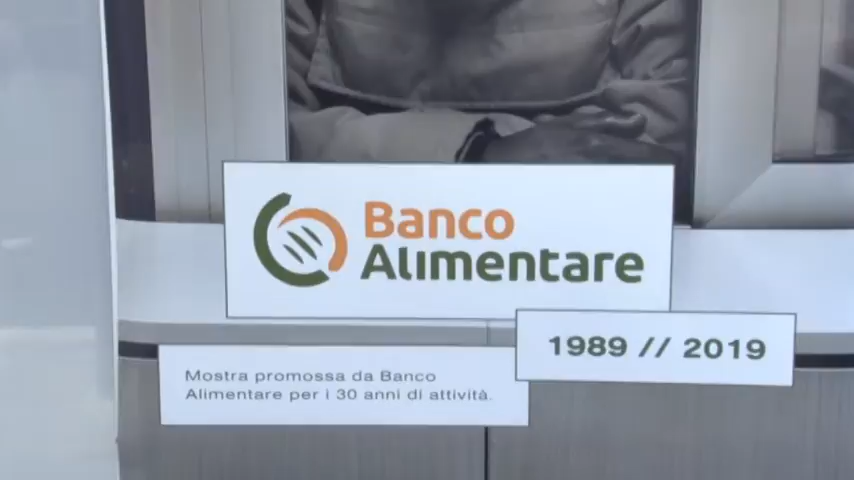 Banco
Alimentare
1989 // 2019
Mostra promossa da Banco
Alimentare per i 30 anni di attività.